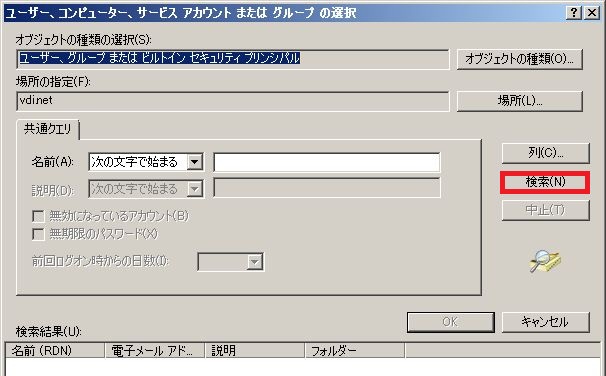 ユーザー、コンピューター、サービス アカウント または グループ の選択
オブジェクトの種類の選択(S):
ユーザー、グループ または ビルトイン セキュリティ プリンシパル
オブジェクトの種類(O)...
場所の指定(F):
vdi.net
場所(L)...
共通クエリ
名前(A):
次の文字で始まる
列(C)...
説明(D):
次の文字で始まる
検索(N)
無効になっているアカウント(B)
中止(T)
無期限のパスワード(X)
前回ログオン時からの日数(I):
OK
キャンセル
検索結果(U):
名前 (RDN)
電子メール アド...
説明
フォルダー